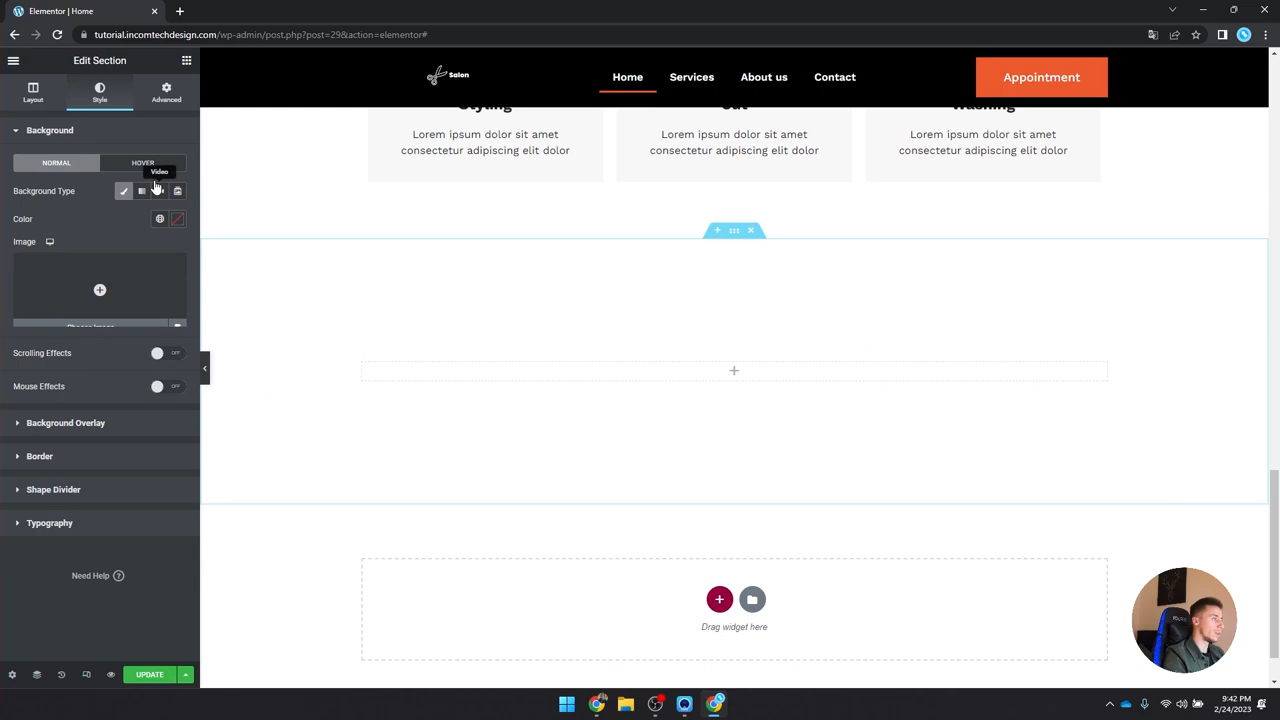 Elementor | Home
tutorial.incomtechdesign.com/wp-admin/post.php?post=29&action=elementor#
Edit Section
Layout
Style
Advanced
Background
NORMAL
HOVER
Video
Background Type
Color
Image
Scrolling Effects
OFF
Mouse Effects
OFF
Background Overlay
Border
Shape Divider
Typography
Need Help
UPDATE
Salon
Home
Services
About us
Contact
Appointment
Styling
Cut
Washing
Lorem ipsum dolor sit amet
consectetur adipiscing elit dolor
Lorem ipsum dolor sit amet
consectetur adipiscing elit dolor
Lorem ipsum dolor sit amet
consectetur adipiscing elit dolor
Drag widget here
9:42 PM
2/24/2023